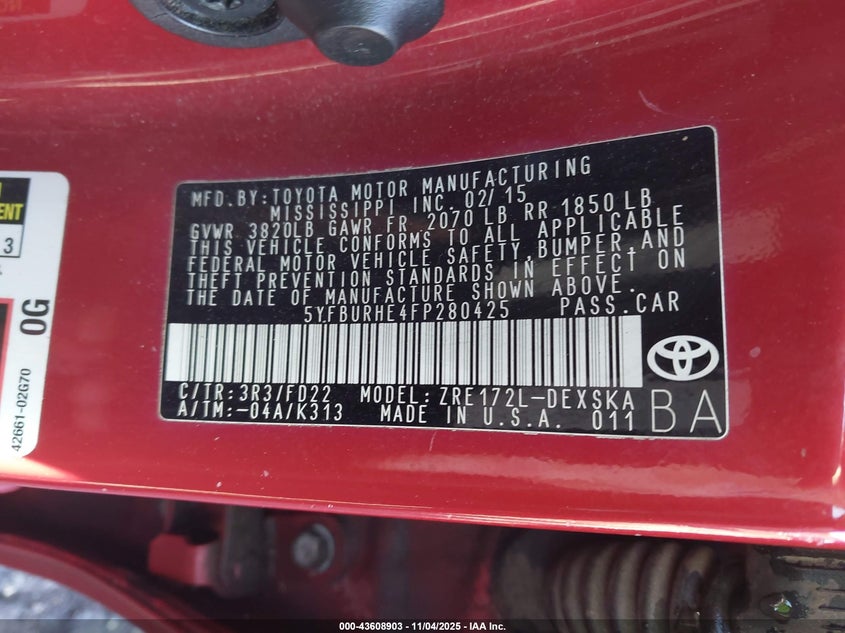 MFD. BY: TOYOTA MOTOR MANUFACTURING
MISSISSIPPI INC. 02/15
GVWR 3820LB GAWR FR 2070 LB RR 1850 LB
THIS VEHICLE CONFORMS TO ALL APPLICABLE
FEDERAL MOTOR VEHICLE SAFETY, BUMPER, AND
THEFT PREVENTION STANDARDS IN EFFECT ON
THE DATE OF MANUFACTURE SHOWN ABOVE.
5YFBURHE4FP280425 PASS. CAR
C/TR: 3R3/FD22 MODEL: ZRE172L-DEXSKA
A/TM: -04A/K313 MADE IN U.S.A. 011
BA
0G
42661-02G70
000-43608903 - 11/04/2025 - IAA Inc.